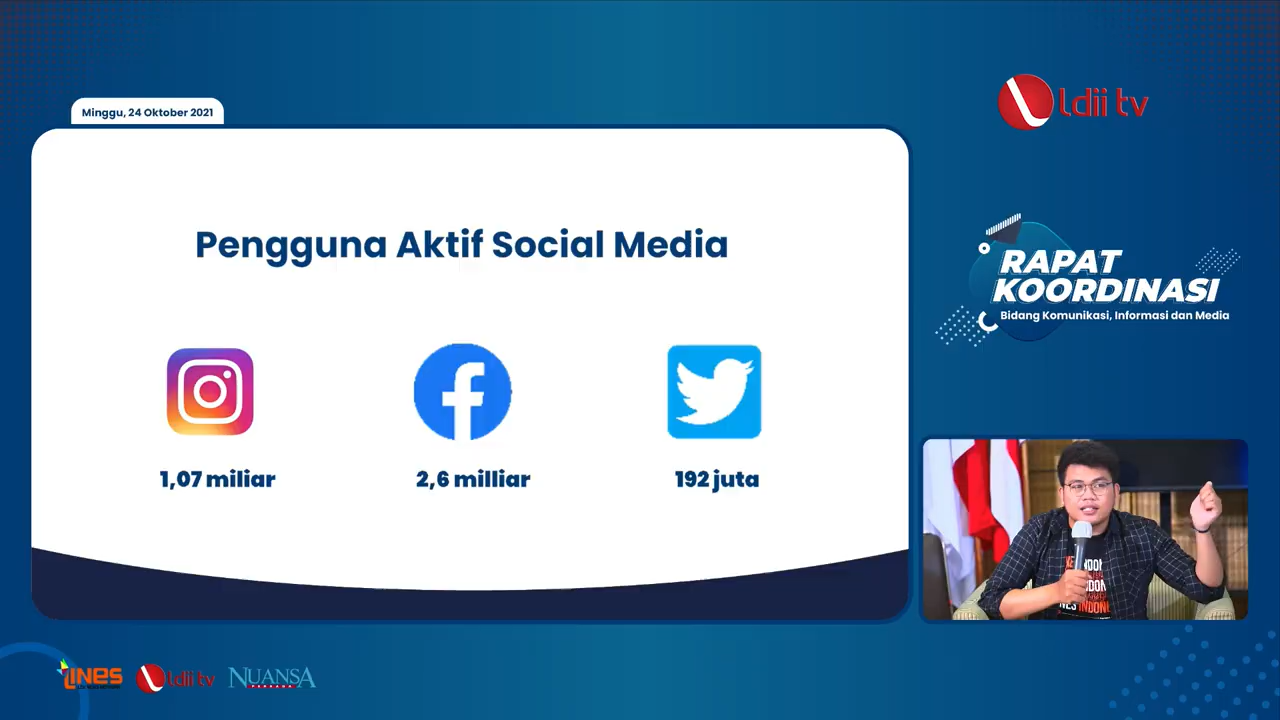 Minggu, 24 Oktober 2021
ldii tv
Pengguna Aktif Social Media
1,07 miliar
2,6 milliar
192 juta
RAPAT
KOORDINASI
Bidang Komunikasi, Informasi dan Media
LINES
ldii tv
NUANSA
PERSADA